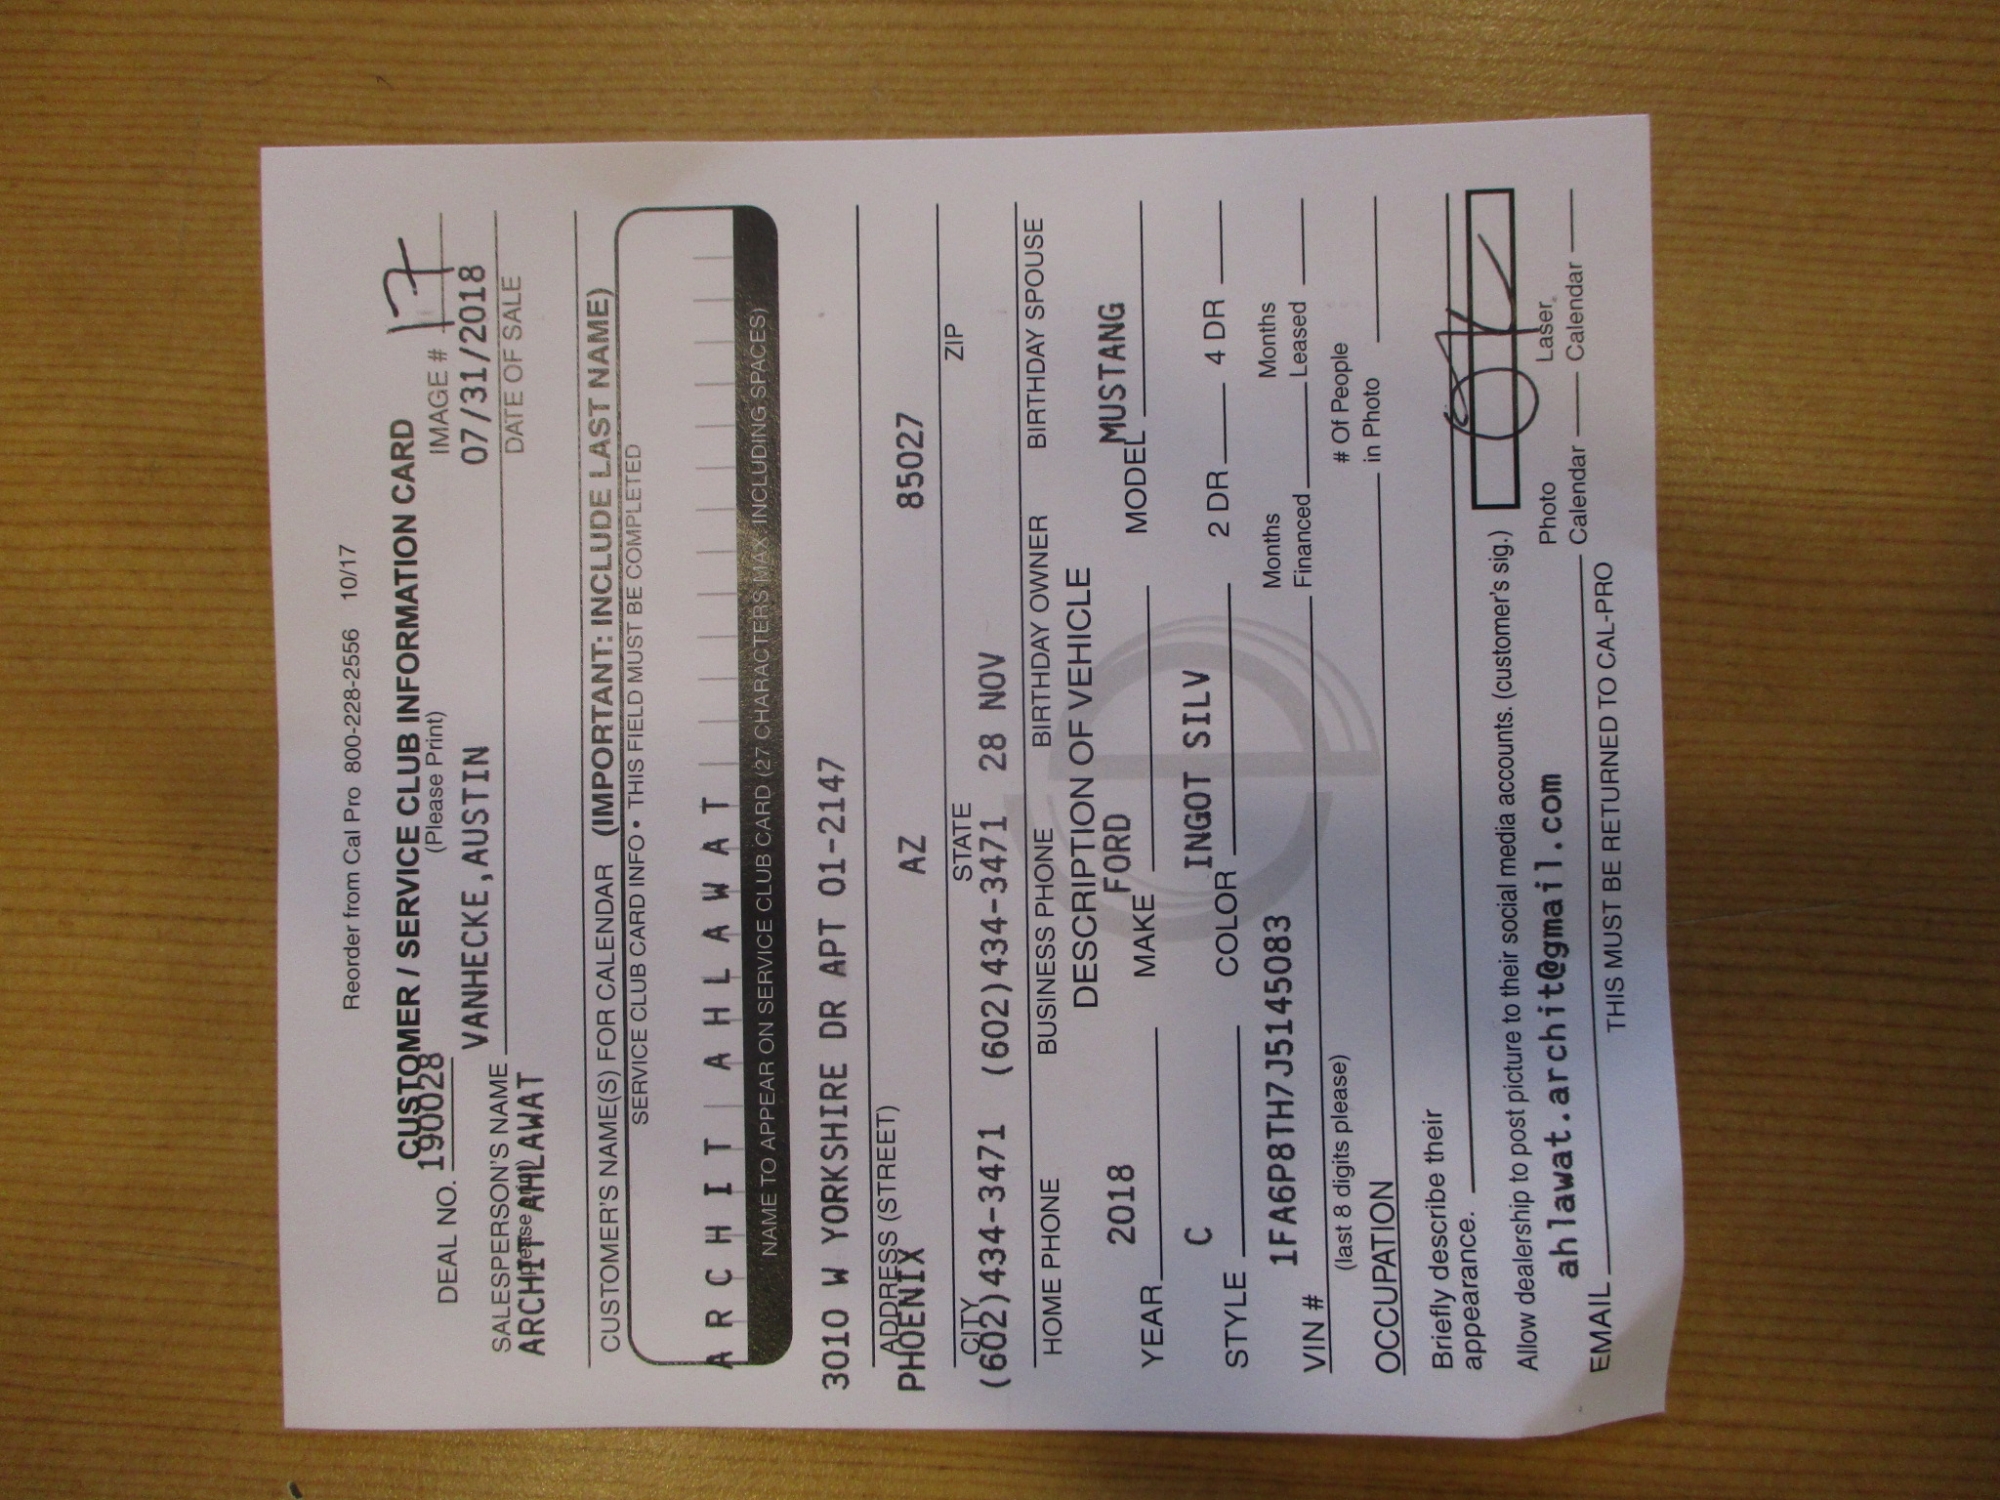 Reorder from Cal Pro 800-228-2556 10/17
CUSTOMER / SERVICE CLUB INFORMATION CARD
(Please Print)
DEAL NO. 1900028 IMAGE # 17
VANHECKE,AUSTIN 07/31/2018
SALESPERSON'S NAME DATE OF SALE
ARCHIT AHLAWAT
CUSTOMER'S NAME(S) FOR CALENDAR (IMPORTANT: INCLUDE LAST NAME)
SERVICE CLUB CARD INFO • THIS FIELD MUST BE COMPLETED
A R C H I T A H L A W A T
NAME TO APPEAR ON SERVICE CLUB CARD (27 CHARACTERS MAX. INCLUDING SPACES)
3010 W YORKSHIRE DR APT 01-2147
ADDRESS (STREET)
PHOENIX AZ 85027
CITY STATE ZIP
(602)434-3471 (602)434-3471 28 NOV
HOME PHONE BUSINESS PHONE BIRTHDAY OWNER BIRTHDAY SPOUSE
DESCRIPTION OF VEHICLE
YEAR 2018 MAKE FORD MODEL MUSTANG
STYLE C COLOR INGOT SILV 2 DR 4 DR
VIN # 1FA6P8TH7J5145083 Months Financed Months Leased
(last 8 digits please)
OCCUPATION # Of People in Photo
Briefly describe their
appearance.
Allow dealership to post picture to their social media accounts. (customer's sig.)
EMAIL ahlawat.archit@gmail.com Photo Calendar Laser Calendar
THIS MUST BE RETURNED TO CAL-PRO